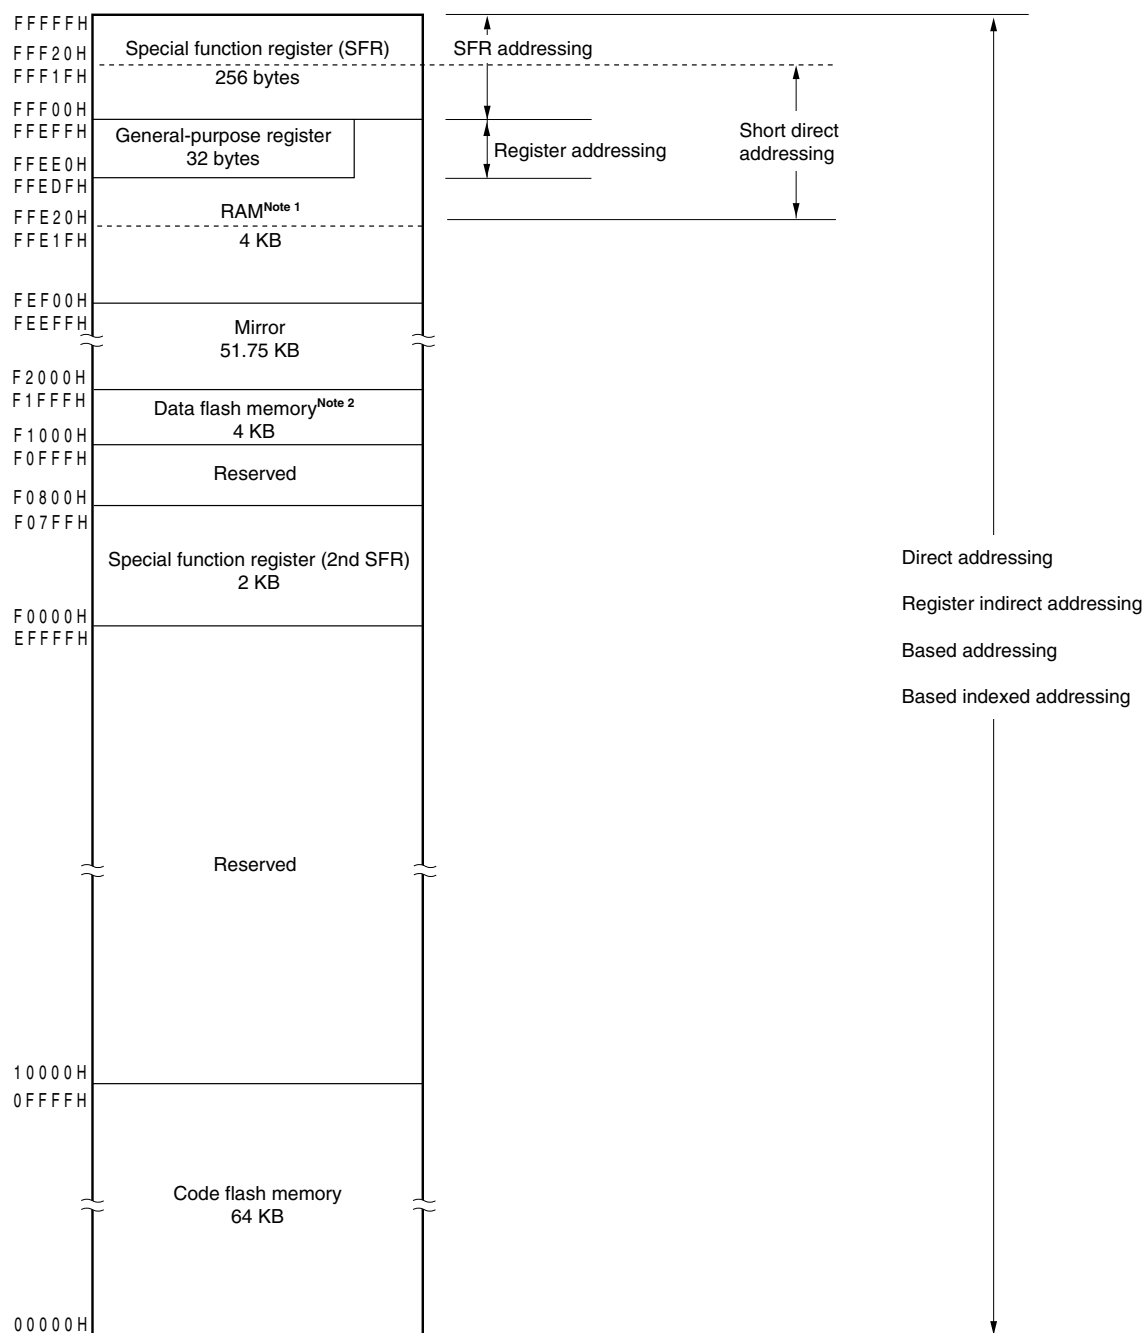 FFFFFH
FFF20H
FFF1FH
FFF00H
FFEFFH
FFEE0H
FFEDFH
FFE20H
FFE1FH
FEF00H
FEEFFH
F2000H
F1FFFH
F1000H
F0FFFH
F0800H
F07FFH
F0000H
EFFFFH
10000H
0FFFFH
00000H
Special function register (SFR)
256 bytes
General-purpose register
32 bytes
RAMNote 1
4 KB
Mirror
51.75 KB
Data flash memoryNote 2
4 KB
Reserved
Special function register (2nd SFR)
2 KB
Reserved
Code flash memory
64 KB
SFR addressing
Register addressing
Short direct
addressing
Direct addressing
Register indirect addressing
Based addressing
Based indexed addressing